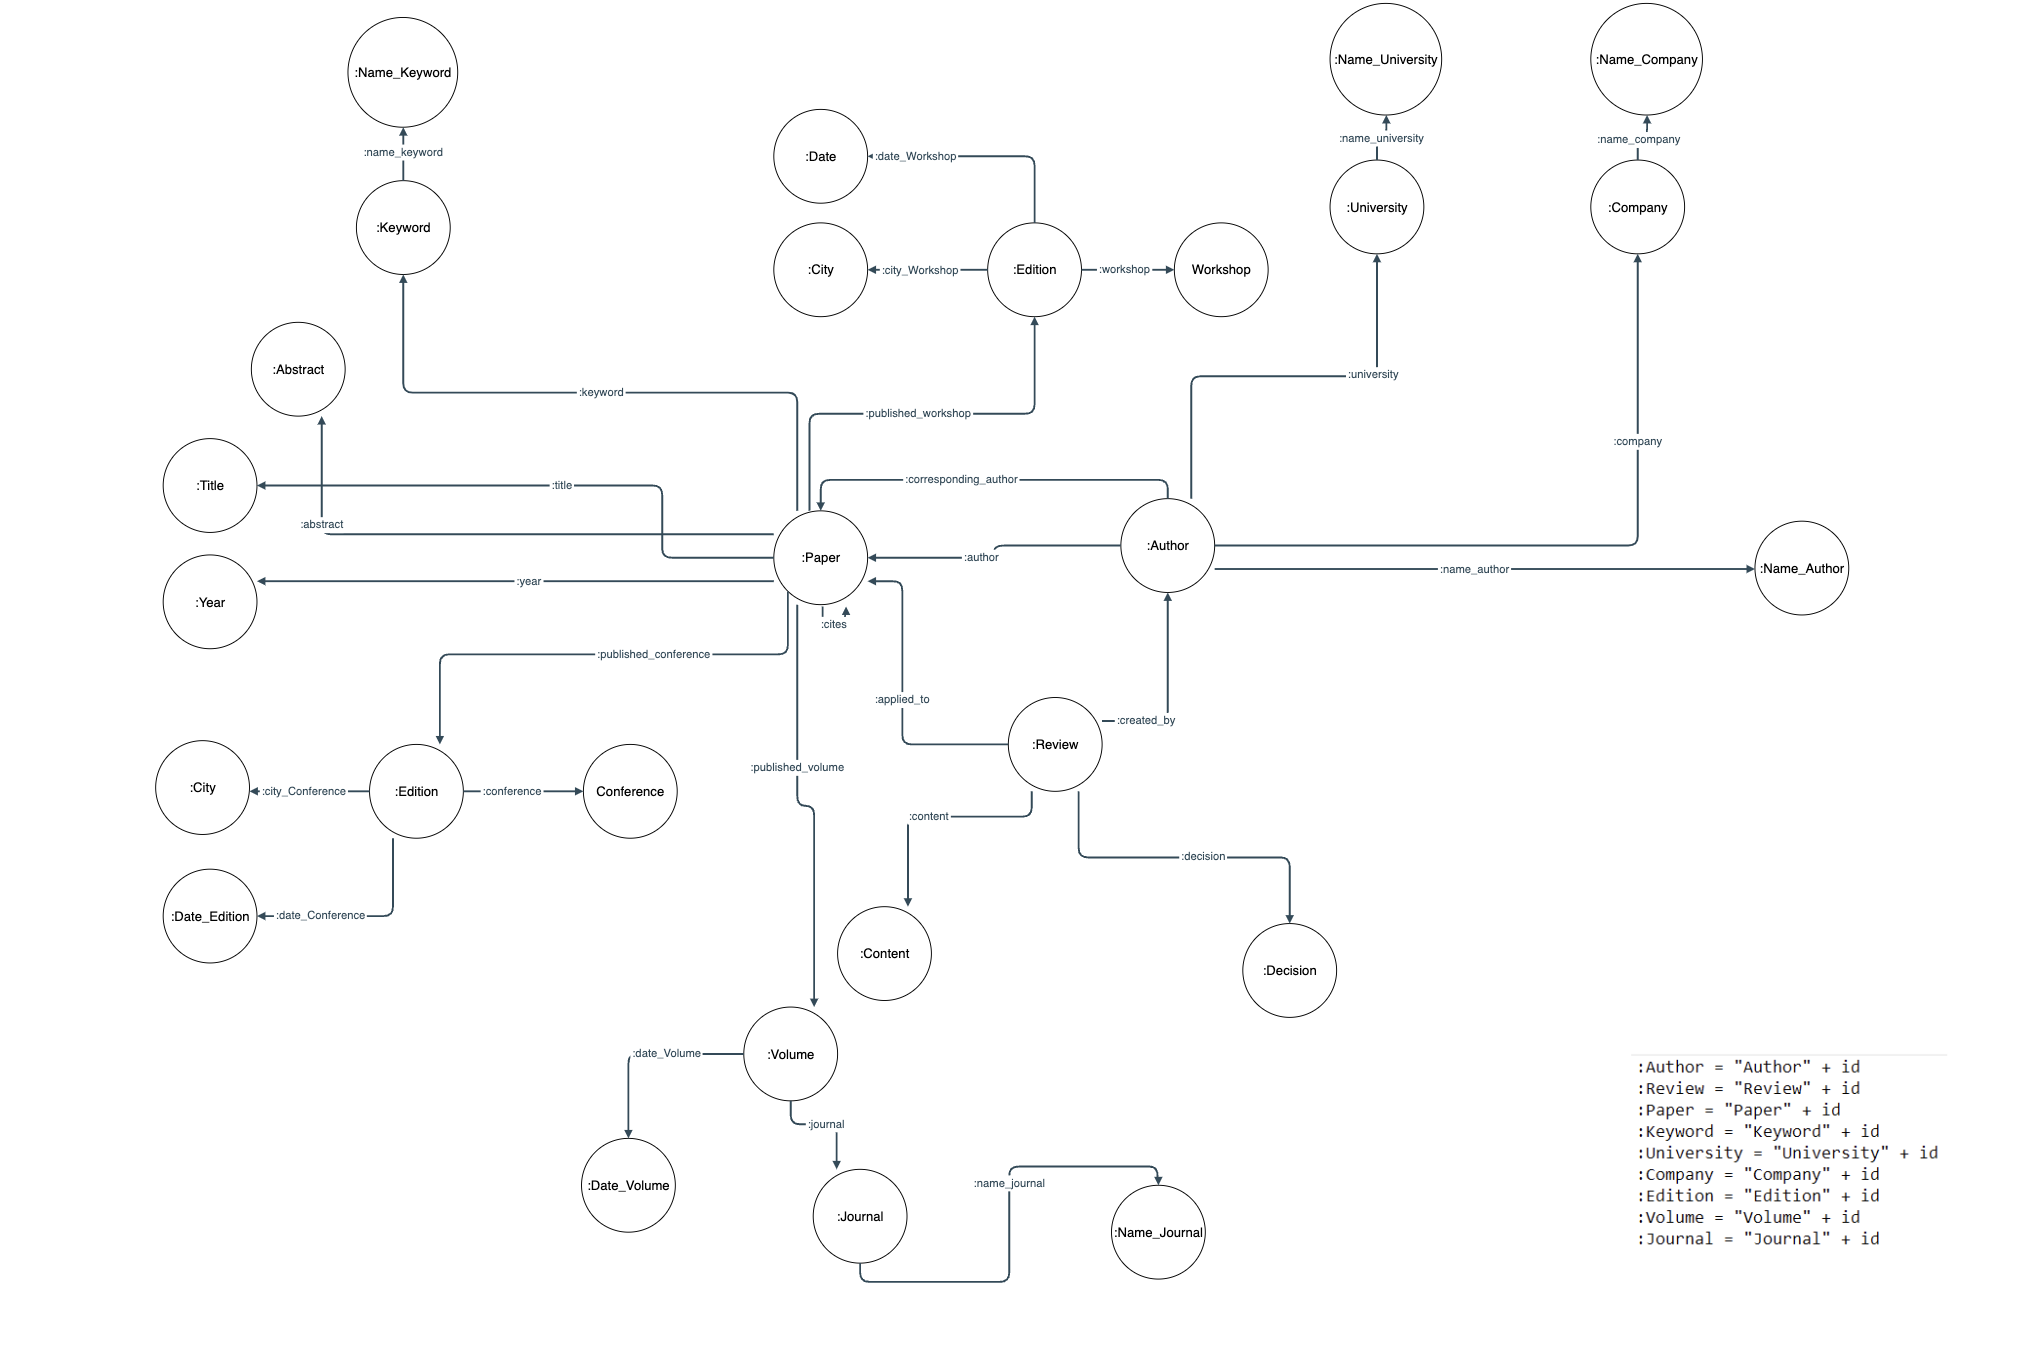 :Name_Keyword
:Name_University
:Name_Company
:name_keyword
:name_university
:name_company
:Date
:date_Workshop
:Keyword
:University
:Company
:City
:city_Workshop
:Edition
:workshop
Workshop
:Abstract
:keyword
:published_workshop
:university
:company
:Title
:title
:corresponding_author
:abstract
:Paper
:author
:Author
:name_author
:Name_Author
:Year
:year
:cites
:published_conference
:applied_to
:Review
:created_by
:published_volume
:City
:city_Conference
:Edition
:conference
Conference
:content
:decision
:Date_Edition
:date_Conference
:Content
:Decision
:Volume
:date_Volume
:journal
:Date_Volume
:Journal
:name_journal
:Name_Journal
:Author = "Author" + id
:Review = "Review" + id
:Paper = "Paper" + id
:Keyword = "Keyword" + id
:University = "University" + id
:Company = "Company" + id
:Edition = "Edition" + id
:Volume = "Volume" + id
:Journal = "Journal" + id